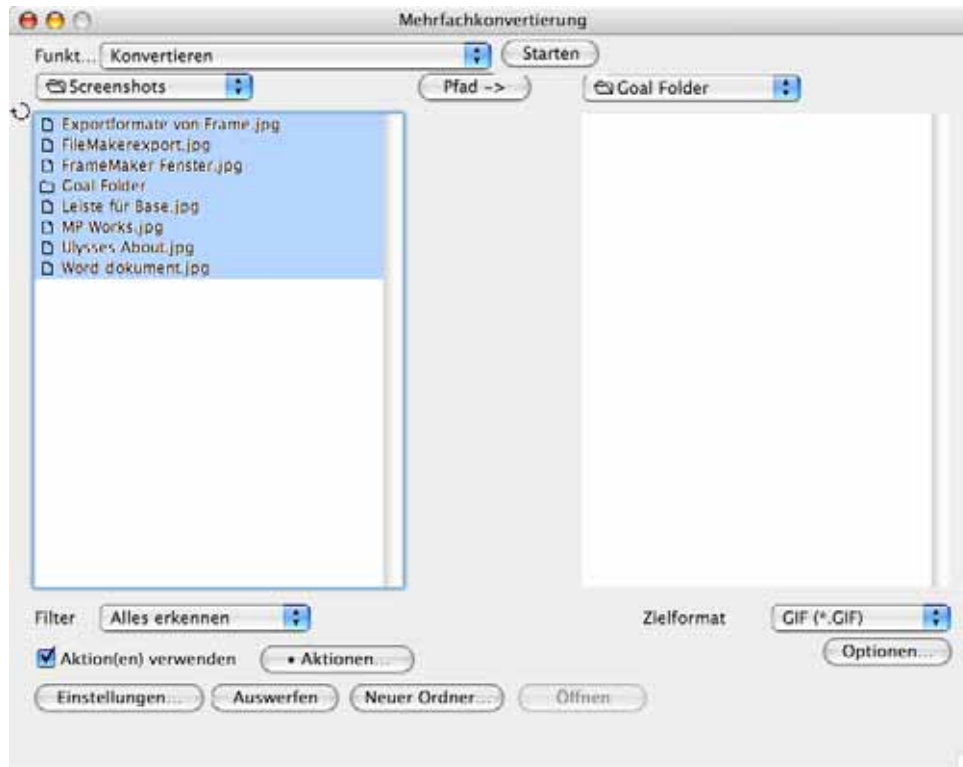 Mehrfachkonvertierung
Funkt... Konvertieren Starten
Screenshots Pfad -> Goal Folder
Exportformate von Frame.jpg
FileMakerexport.jpg
FrameMaker Fenster.jpg
Goal Folder
Leiste für Base.jpg
MP Works.jpg
Ulysses About.jpg
Word dokument.jpg
Filter Alles erkennen Zielformat GIF (*.GIF)
Aktion(en) verwenden • Aktionen... Optionen...
Einstellungen... Auswerfen Neuer Ordner... Öffnen